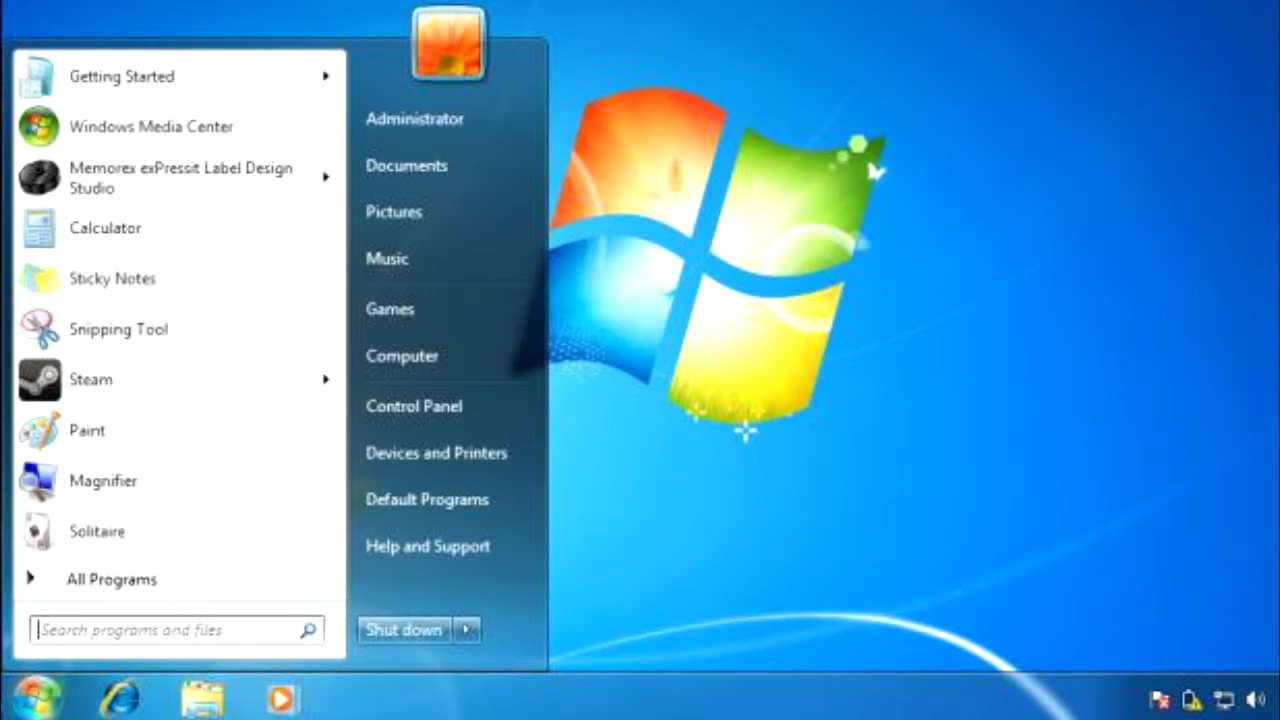 Getting Started
Windows Media Center
Memorex exPressit Label Design
Studio
Calculator
Sticky Notes
Snipping Tool
Steam
Paint
Magnifier
Solitaire
All Programs
Search programs and files
Administrator
Documents
Pictures
Music
Games
Computer
Control Panel
Devices and Printers
Default Programs
Help and Support
Shut down